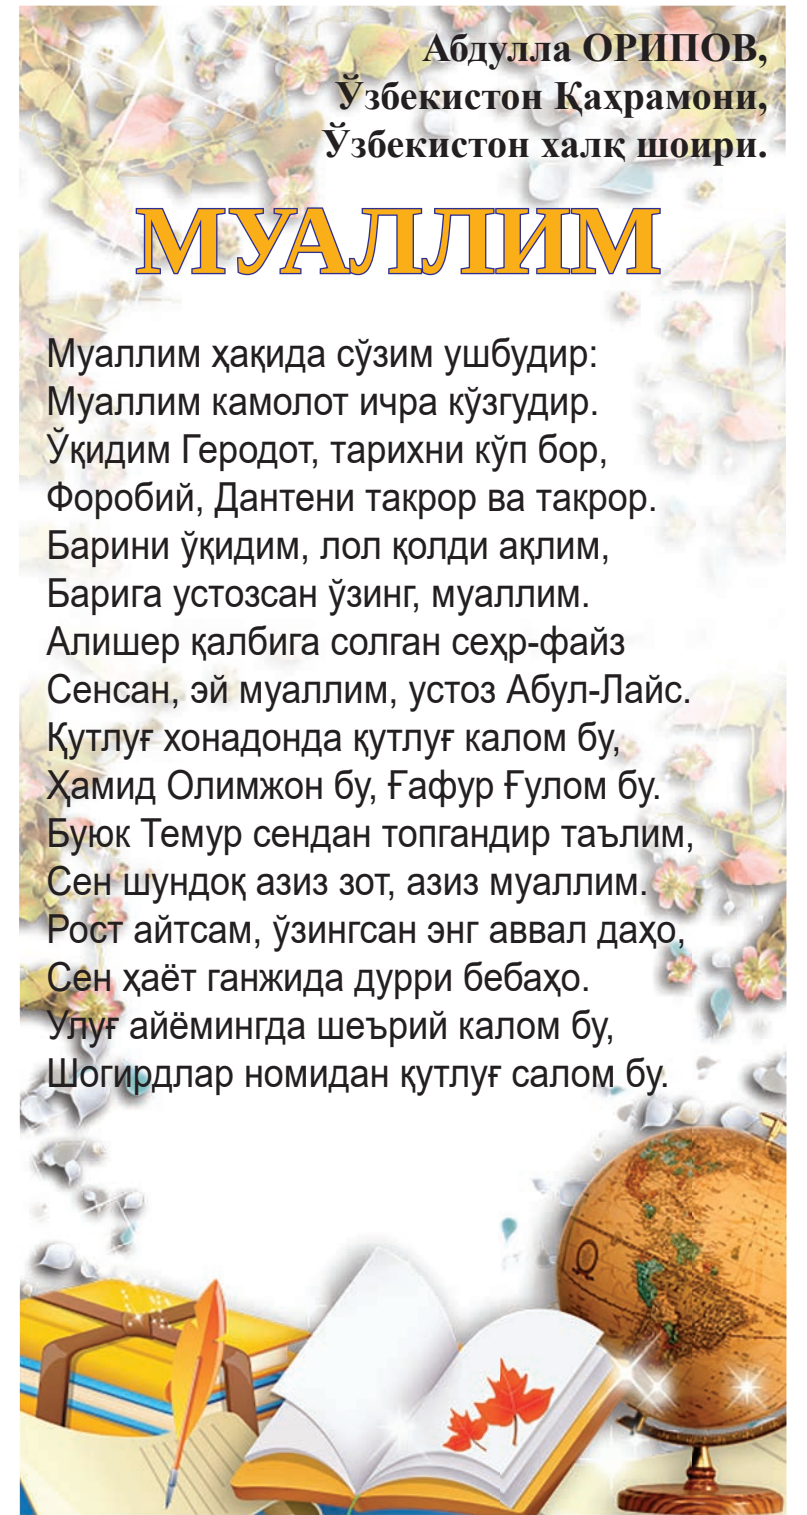 Абдулла ОРИПОВ,
Ўзбекистон Қаҳрамони,
Ўзбекистон халқ шоири.
МУАЛЛИМ
Муаллим ҳақида сўзим ушбудир:
Муаллим камолот ичра кўзгудир.
Ўқидим Геродот, тарихни кўп бор,
Форобий, Дантени такрор ва такрор.
Барини ўқидим, лол қолди ақлим,
Барига устозсан ўзинг, муаллим.
Алишер қалбига солган сеҳр-файз
Сенсан, эй муаллим, устоз Абул-Лайс.
Қутлуғ хонадонда қутлуғ калом бу,
Ҳамид Олимжон бу, Ғафур Ғулом бу.
Буюк Темур сендан топгандир таълим,
Сен шундоқ азиз зот, азиз муаллим.
Рост айтсам, ўзингсан энг аввал даҳо,
Сен ҳаёт ганжида дурри бебаҳо.
Улуғ айёмингда шеърий калом бу,
Шогирдлар номидан қутлуғ салом бу.